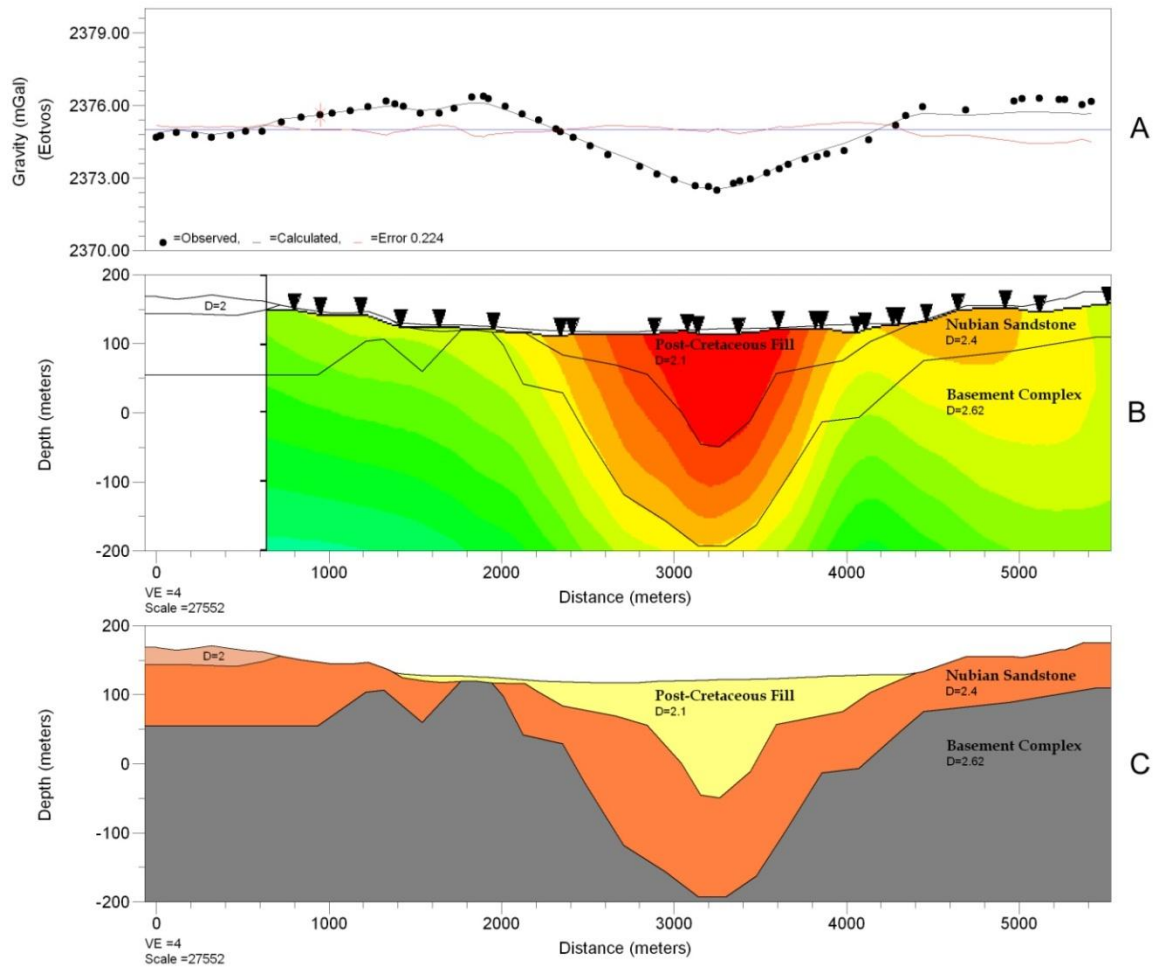 2379.00
2376.00
2373.00
2370.00
Gravity (mGal)
(Eotvos)
=Observed, =Calculated, =Error 0.224
A
200
100
0
-100
-200
Depth (meters)
D=2
Post-Cretaceous Fill
D=2.1
Nubian Sandstone
D=2.4
Basement Complex
D=2.62
B
0 1000 2000 3000 4000 5000
Distance (meters)
VE =4
Scale =27552
200
100
0
-100
-200
Depth (meters)
D=2
Post-Cretaceous Fill
D=2.1
Nubian Sandstone
D=2.4
Basement Complex
D=2.62
C
0 1000 2000 3000 4000 5000
Distance (meters)
VE =4
Scale =27552